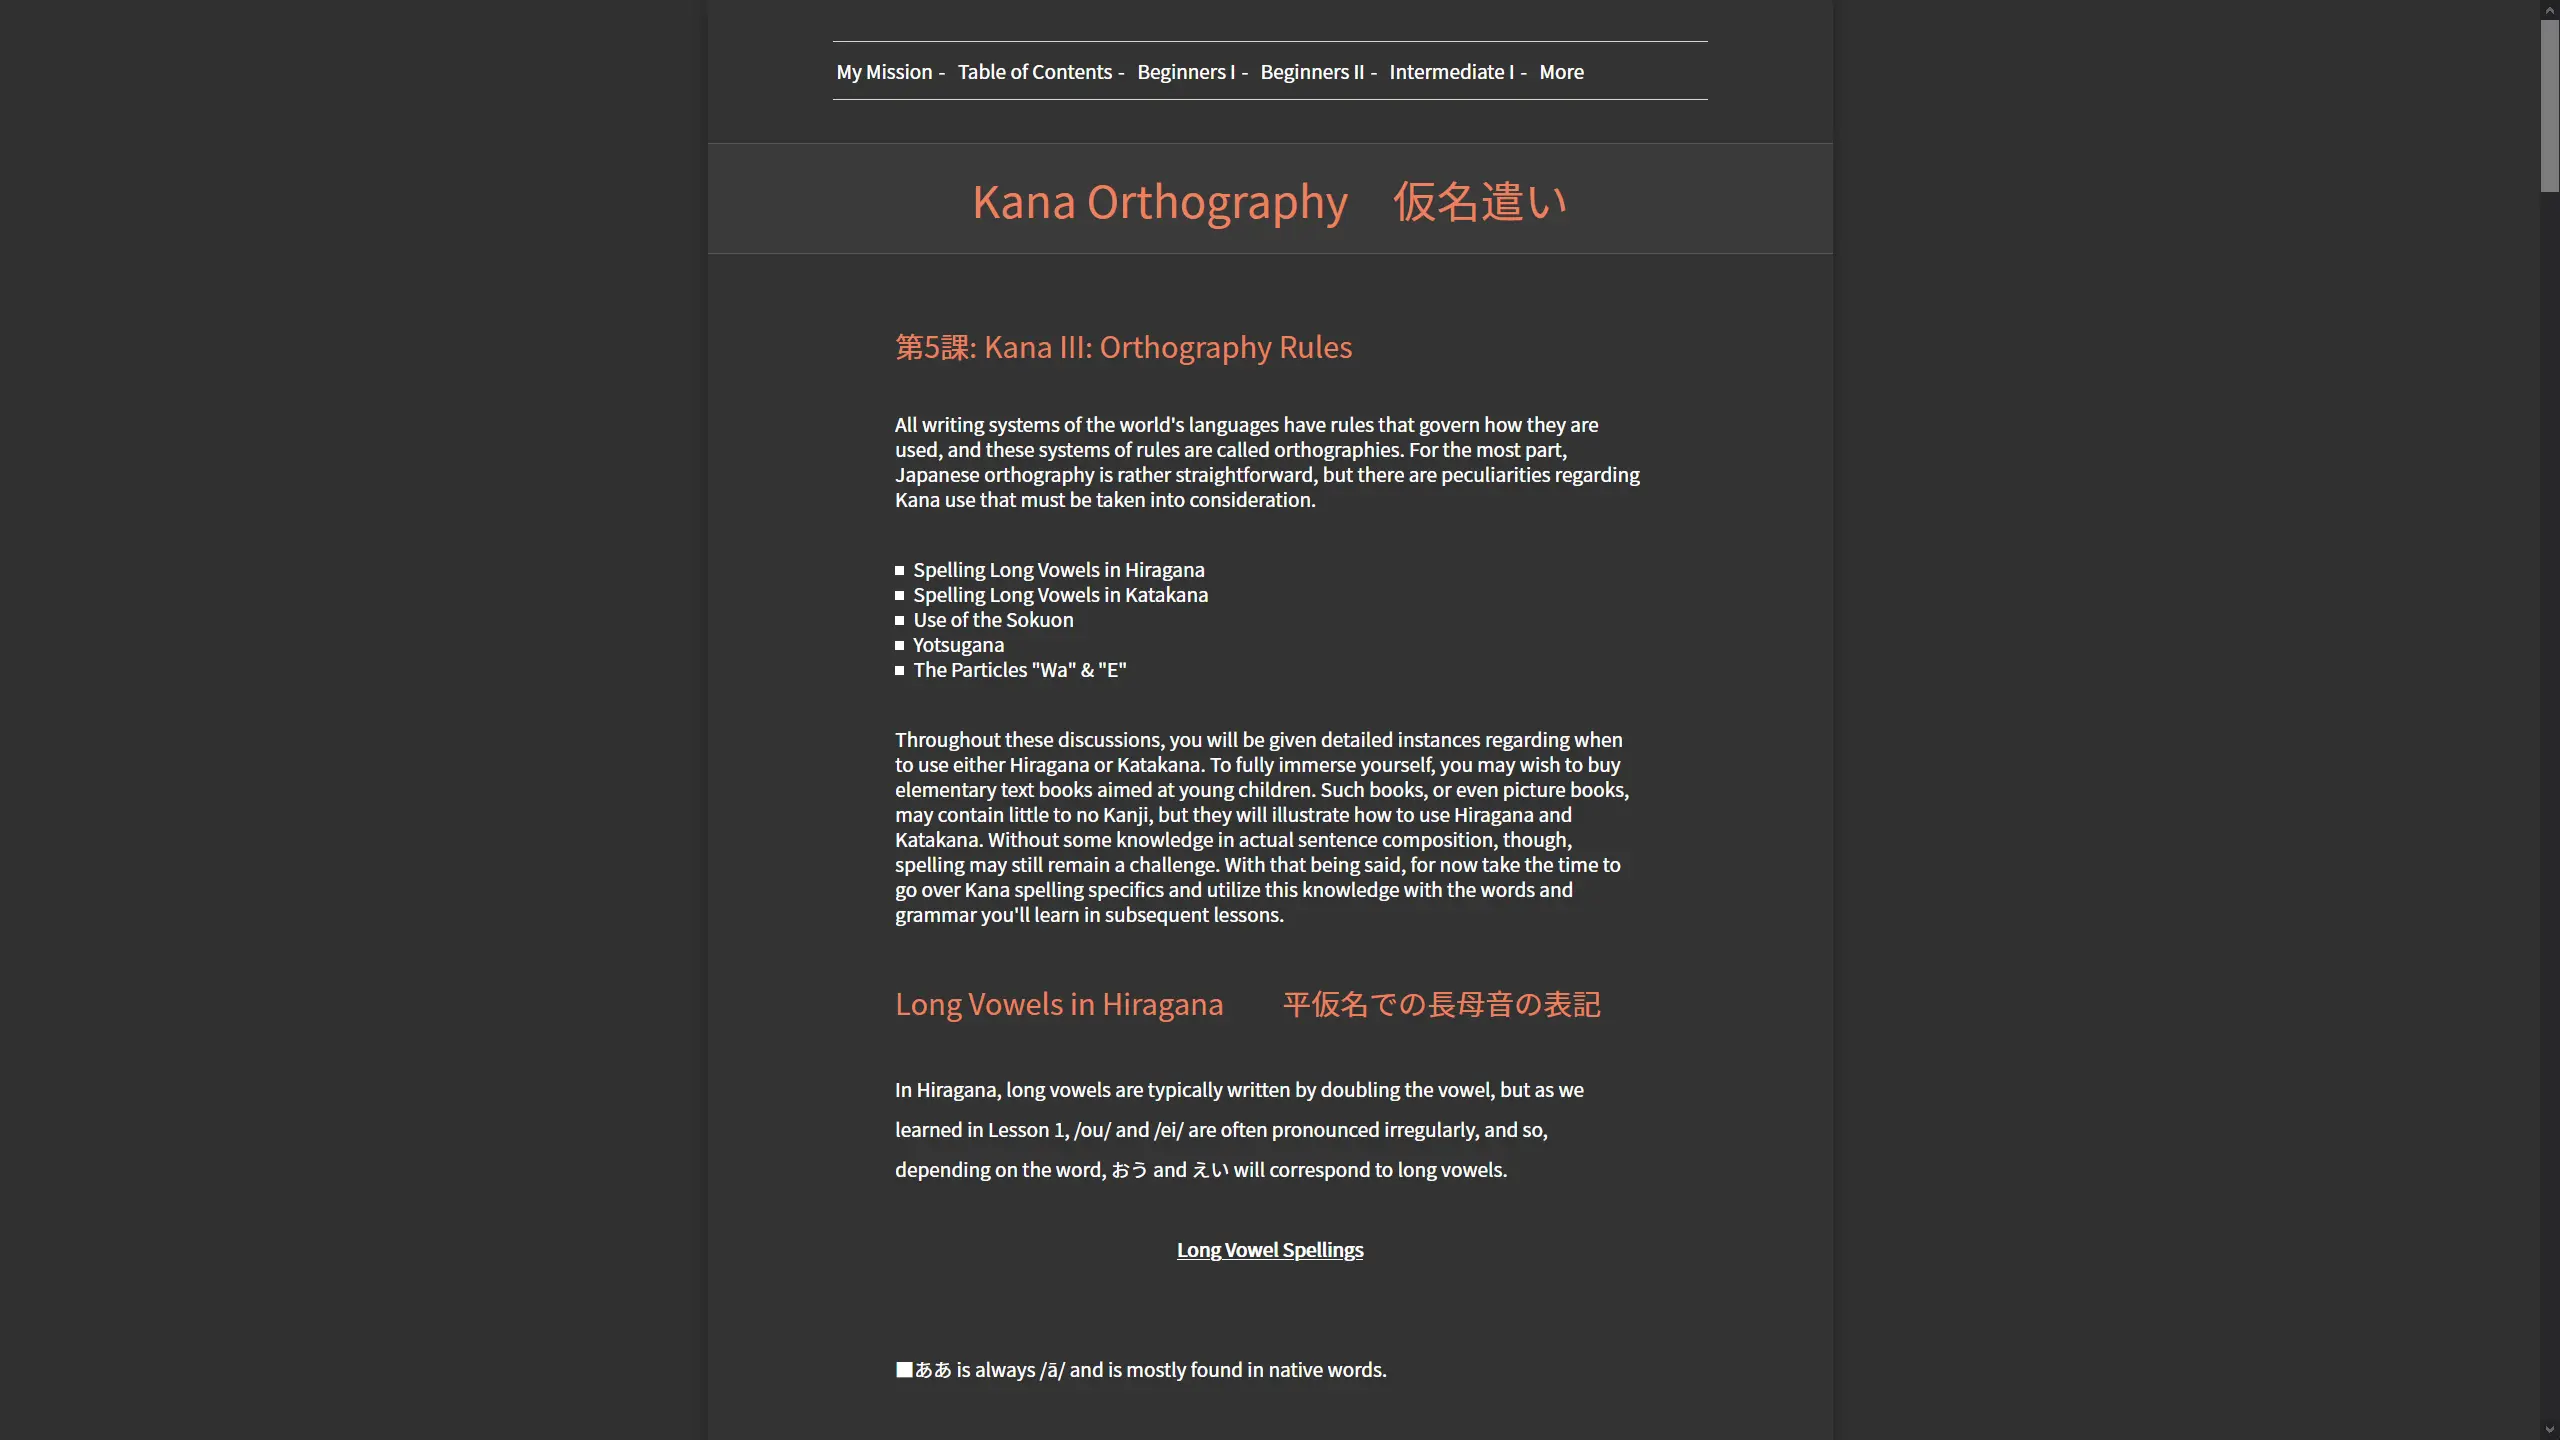 My Mission - Table of Contents - Beginners I - Beginners II - Intermediate I - More
Kana Orthography　仮名遣い
第5課: Kana III: Orthography Rules
All writing systems of the world's languages have rules that govern how they are
used, and these systems of rules are called orthographies. For the most part,
Japanese orthography is rather straightforward, but there are peculiarities regarding
Kana use that must be taken into consideration.
■ Spelling Long Vowels in Hiragana
■ Spelling Long Vowels in Katakana
■ Use of the Sokuon
■ Yotsugana
■ The Particles "Wa" & "E"
Throughout these discussions, you will be given detailed instances regarding when
to use either Hiragana or Katakana. To fully immerse yourself, you may wish to buy
elementary text books aimed at young children. Such books, or even picture books,
may contain little to no Kanji, but they will illustrate how to use Hiragana and
Katakana. Without some knowledge in actual sentence composition, though,
spelling may still remain a challenge. With that being said, for now take the time to
go over Kana spelling specifics and utilize this knowledge with the words and
grammar you'll learn in subsequent lessons.
Long Vowels in Hiragana　　平仮名での長母音の表記
In Hiragana, long vowels are typically written by doubling the vowel, but as we
learned in Lesson 1, /ou/ and /ei/ are often pronounced irregularly, and so,
depending on the word, おう and えい will correspond to long vowels.
Long Vowel Spellings
■ああ is always /ā/ and is mostly found in native words.